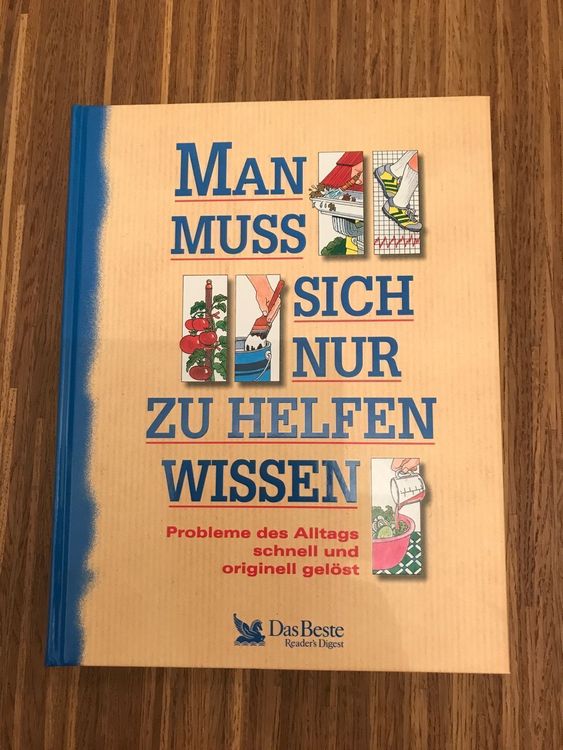 MAN
MUSS
SICH
NUR
ZU HELFEN
WISSEN
Probleme des Alltags
schnell und
originell gelöst
Das Beste
Reader's Digest